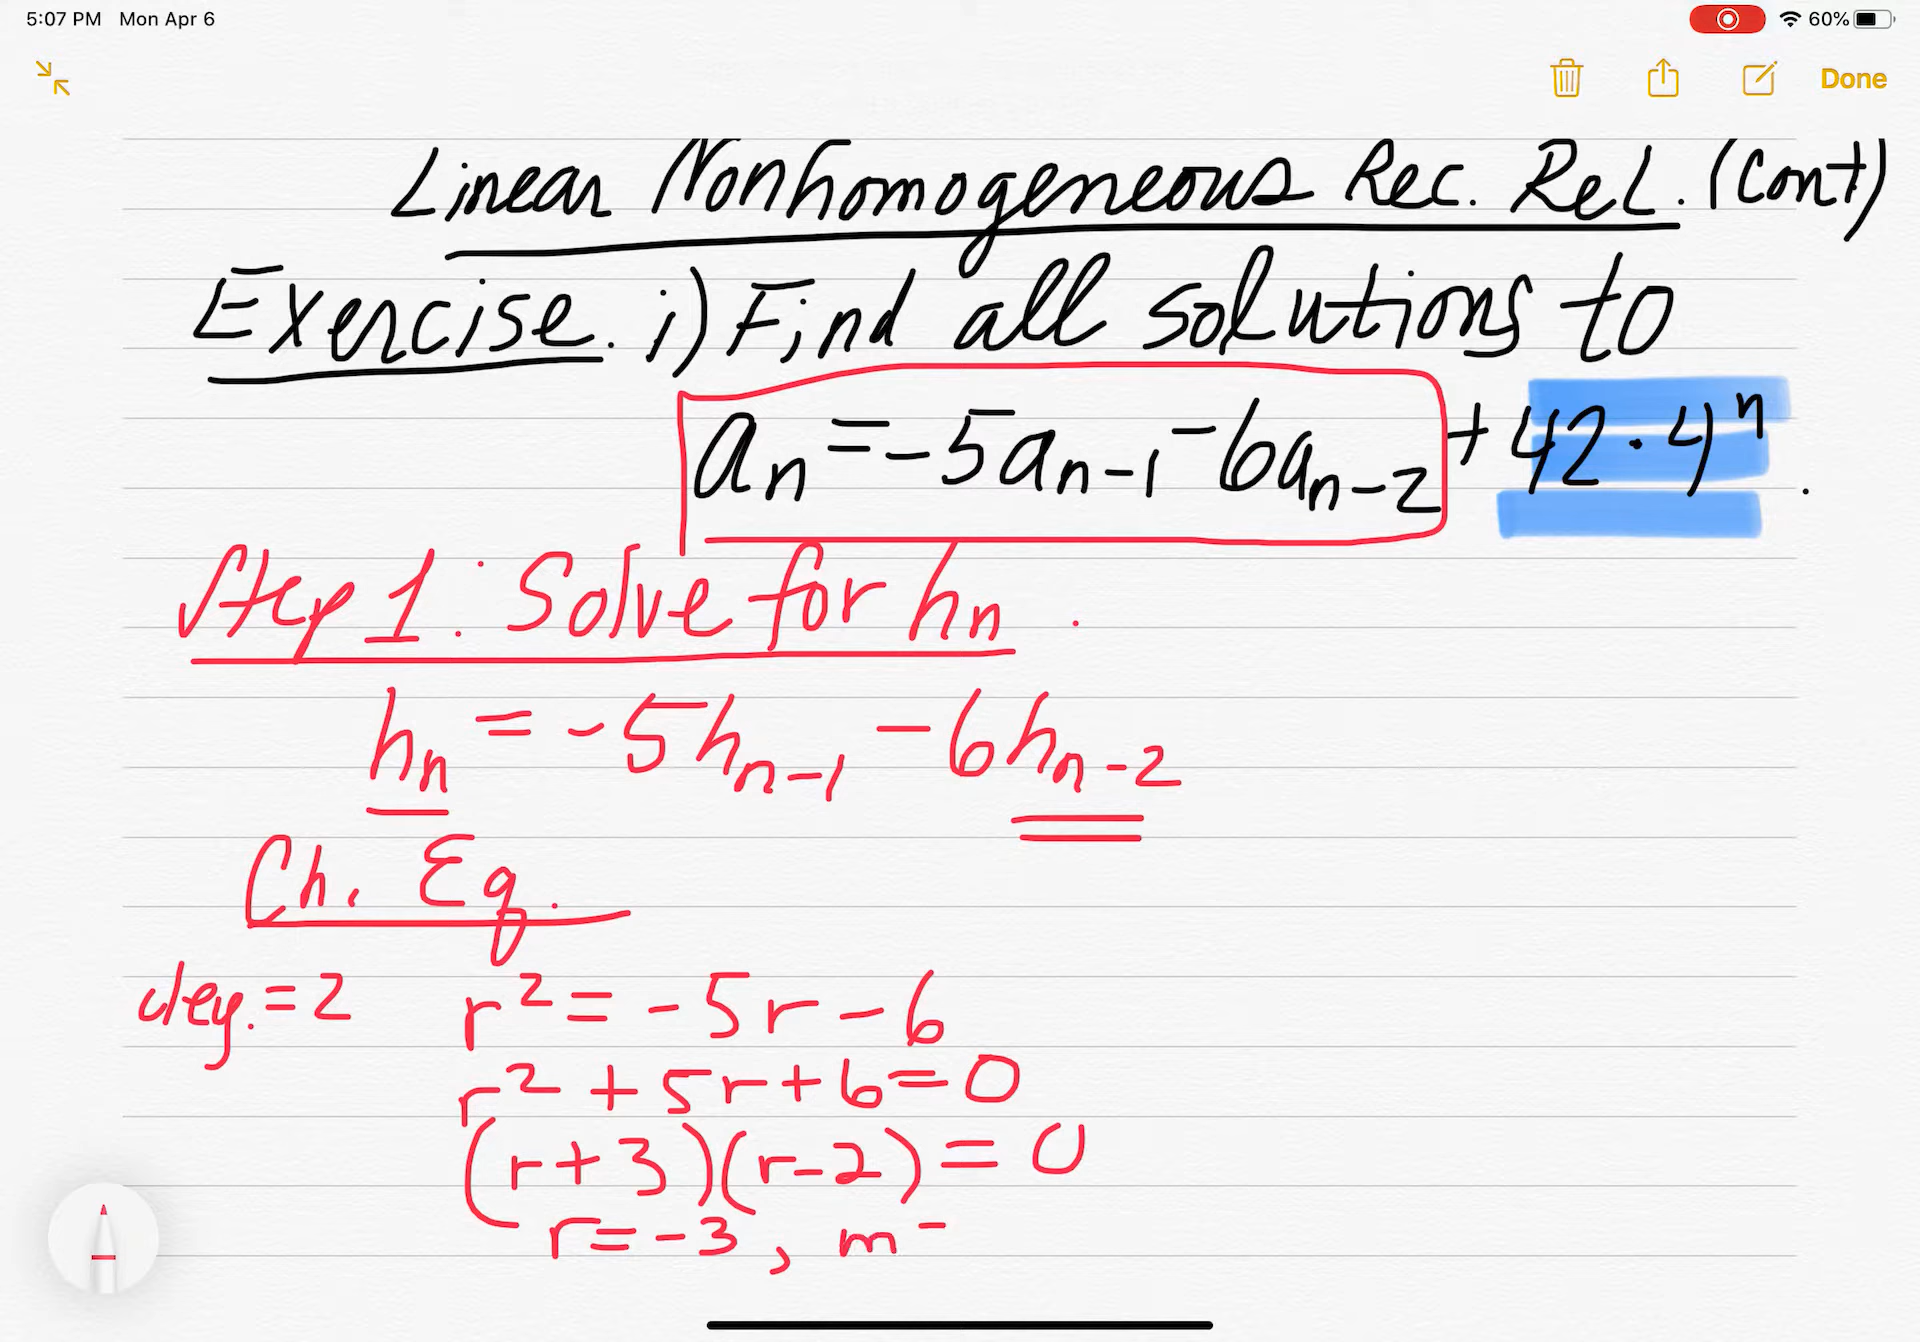 5:07 PM Mon Apr 6
60%
Done
Linear Nonhomogeneous Rec. Rel. (Cont)
Exercise. i) Find all solutions to
aₙ = -5aₙ₋₁ - 6aₙ₋₂ + 42 · 4ⁿ.
Step 1: Solve for hₙ.
hₙ = -5hₙ₋₁ - 6hₙ₋₂
Ch. Eq.
deg. = 2 r² = -5r - 6
r² + 5r + 6 = 0
(r+3)(r-2) = 0
r = -3, m -